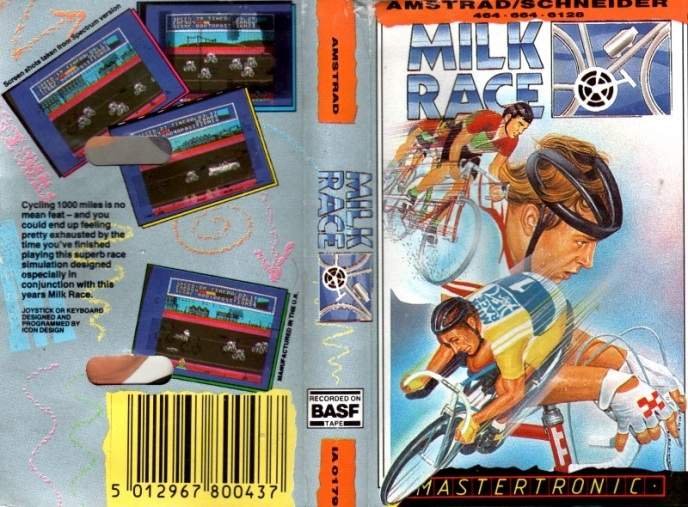 Screen shots taken from Spectrum version
Cycling 1000 miles is no
mean feat – and you
could end up feeling
pretty exhausted by the
time you've finished
playing this superb race
simulation designed
especially in
conjunction with this
years Milk Race.
JOYSTICK OR KEYBOARD
DESIGNED AND
PROGRAMMED BY
ICON DESIGN
MANUFACTURED IN THE U.K.
5 012967 800437
AMSTRAD
MILK
RACE
RECORDED ON
BASF
TAPE
IA 0179
AMSTRAD/SCHNEIDER
464 · 664 · 6128
MILK
RACE
1
MASTERTRONIC